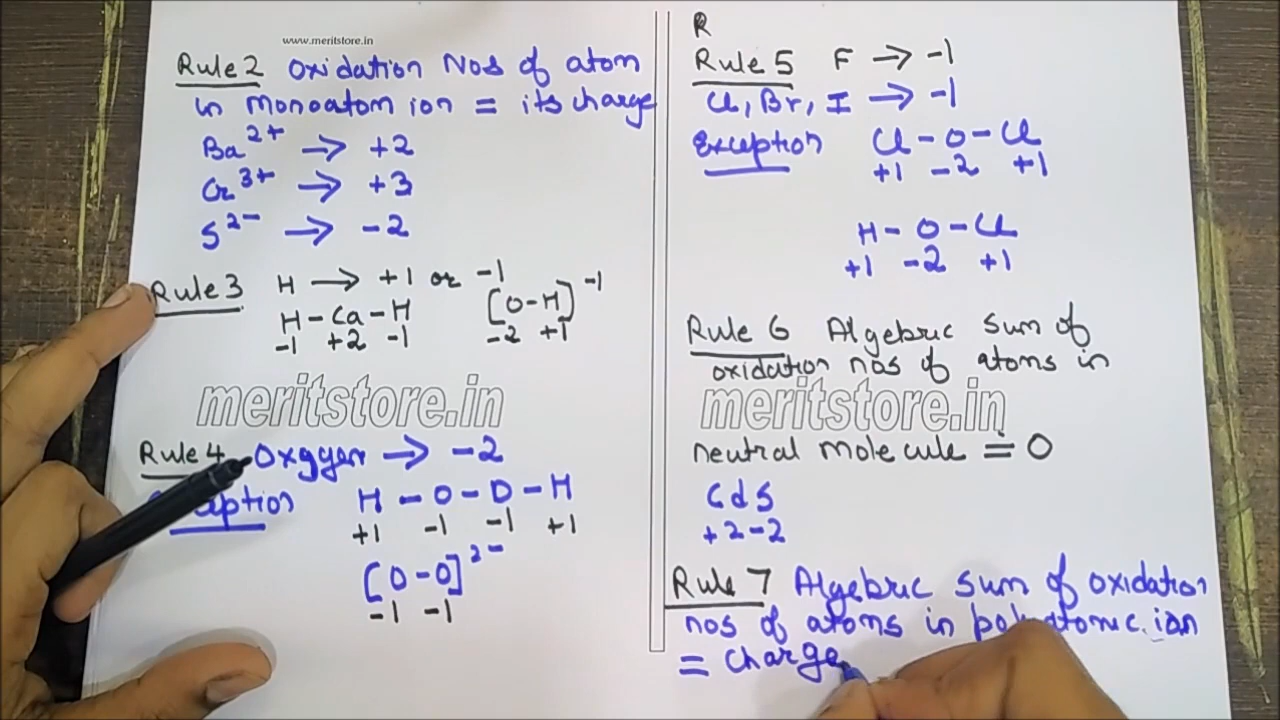 www.meritstore.in
Rule 2 Oxidation Nos of atom
in monoatom ion = its charge
Ba²⁺ → +2
Cr³⁺ → +3
S²⁻ → -2
Rule 3 H → +1 or -1
H - Ca - H [O-H]⁻¹
-1 +2 -1 -2 +1
meritstore.in
Rule 4 Oxygen → -2
H - O - O - H
+1 -1 -1 +1
[O-O]²⁻
-1 -1
R
Rule 5 F → -1
Cl, Br, I → -1
Exception Cl - O - Cl
+1 -2 +1
H - O - Cl
+1 -2 +1
Rule 6 Algebric Sum of
oxidation nos of atoms in
meritstore.in
neutral molecule = 0
CdS
+2-2
Rule 7 Algebric Sum of oxidation
nos of atoms in ion
= charge